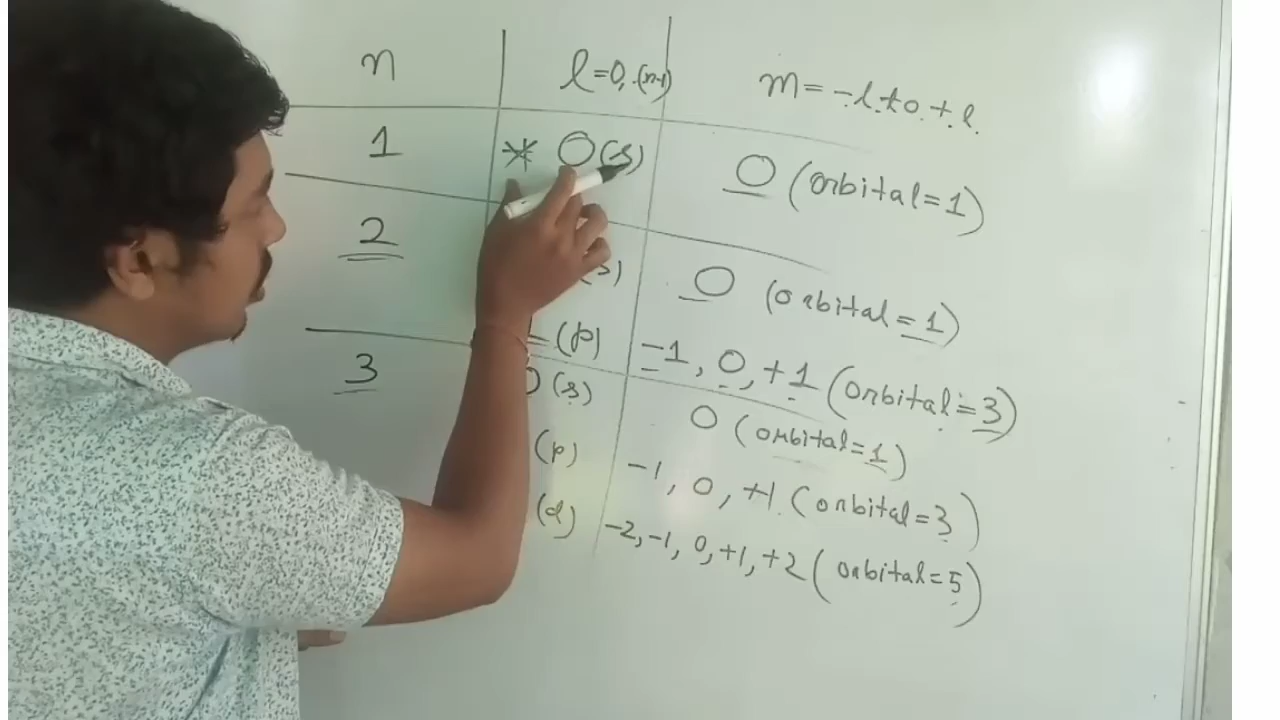 n l=0, .(n-1) m = -l to + l
1 * 0(s) 0 (orbital=1)
2 (s) 0 (orbital=1)
(p) -1, 0, +1 (orbital=3)
3 0 (s) 0 (orbital=1)
(p) -1, 0, +1 (orbital=3)
(d) -2, -1, 0, +1, +2 (orbital=5)